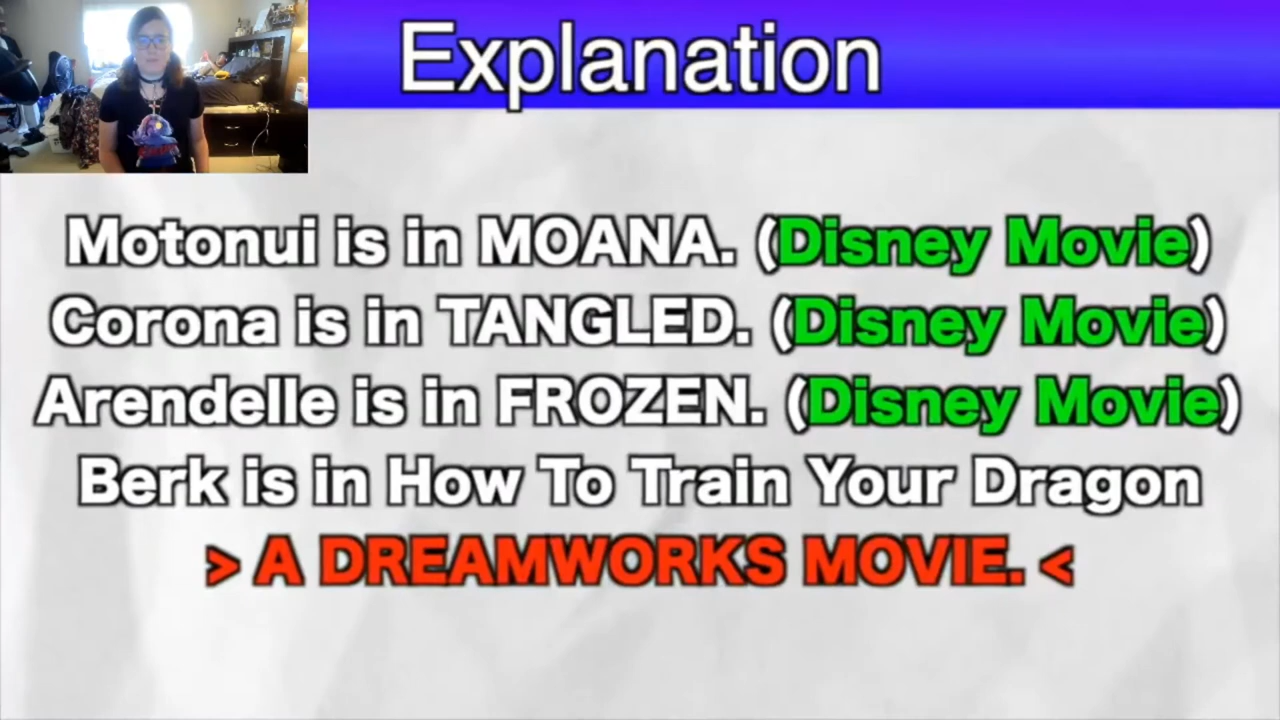 Explanation
Motonui is in MOANA. (Disney Movie)
Corona is in TANGLED. (Disney Movie)
Arendelle is in FROZEN. (Disney Movie)
Berk is in How To Train Your Dragon
> A DREAMWORKS MOVIE. <